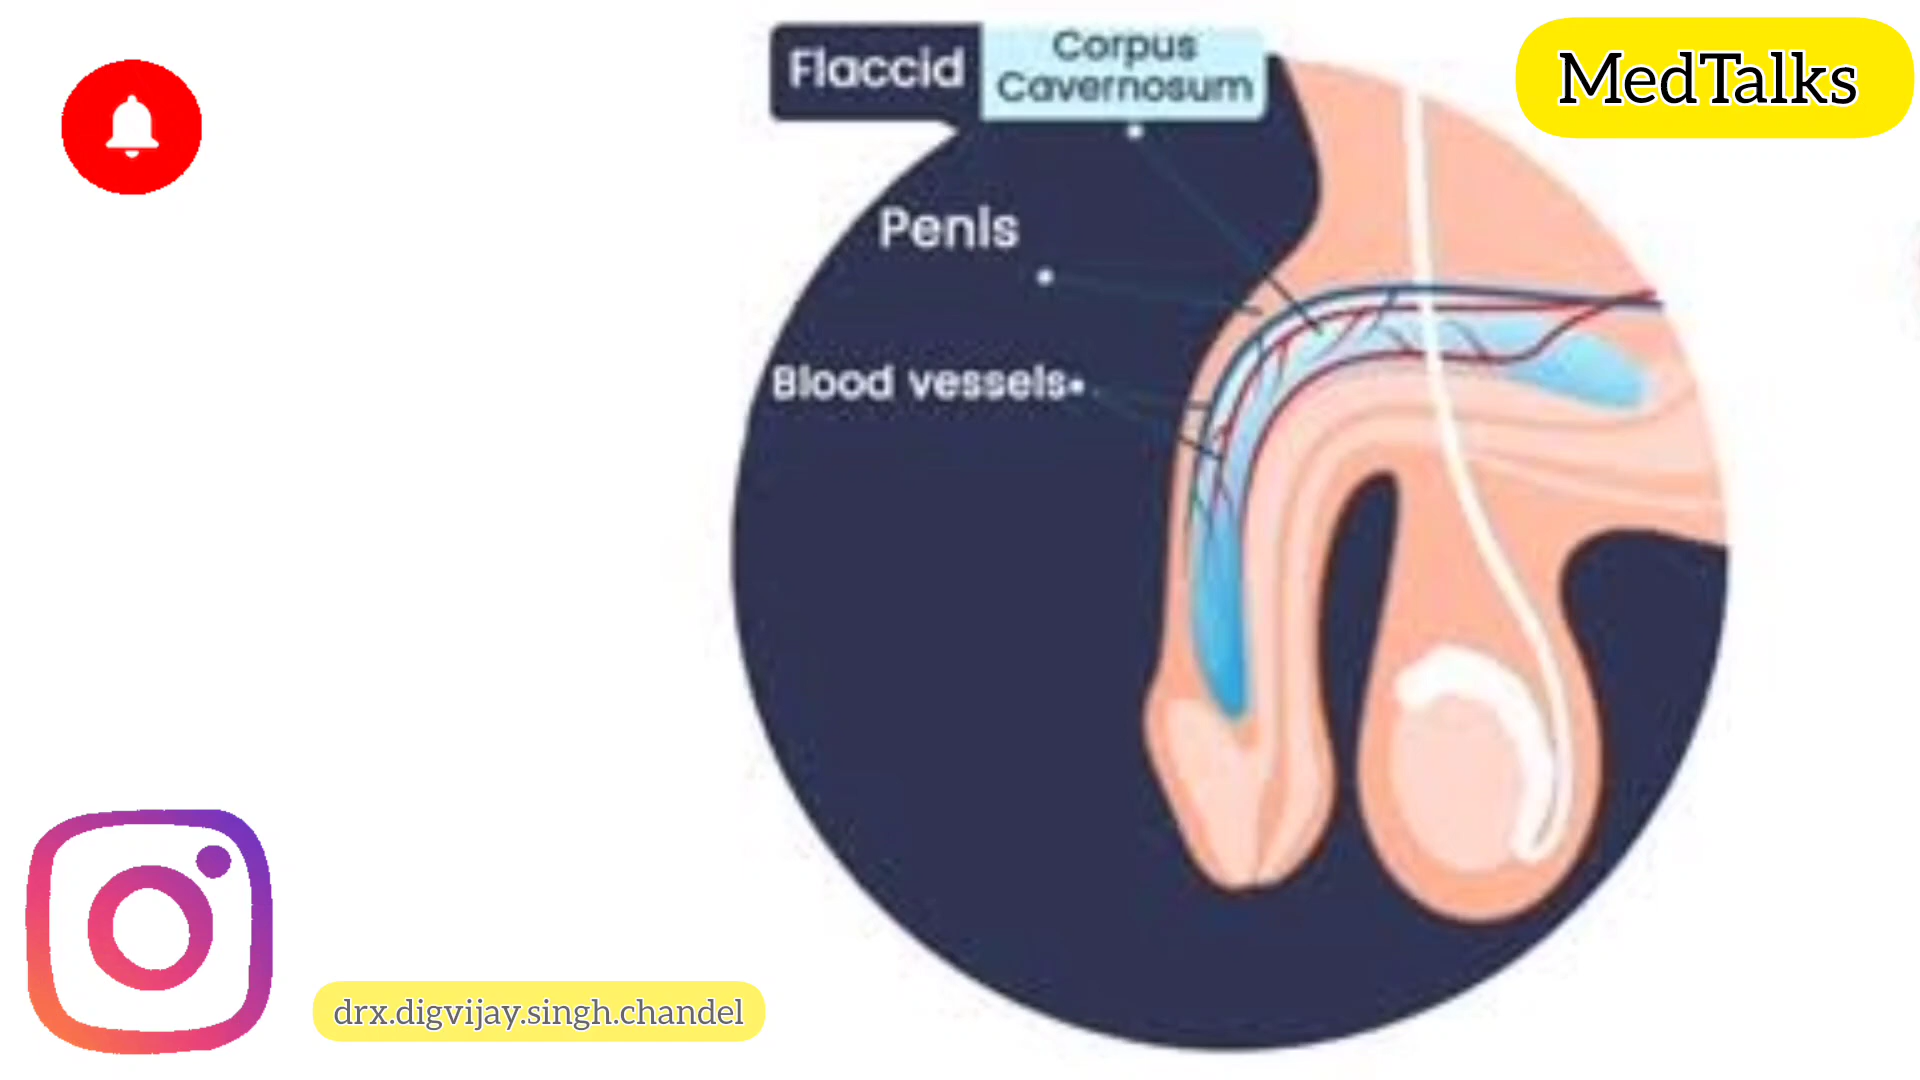 Flaccid
Corpus
Cavernosum
MedTalks
Penis
Blood vessels
drx.digvijay.singh.chandel